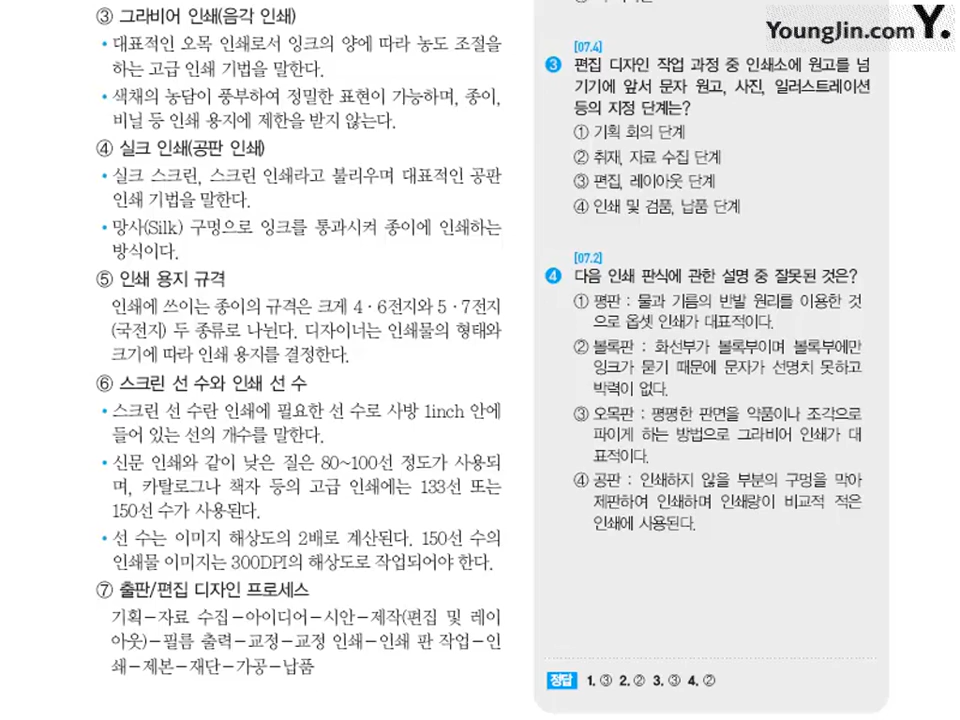 ③ 그라비어 인쇄(음각 인쇄)
• 대표적인 오목 인쇄로서 잉크의 양에 따라 농도 조절을
하는 고급 인쇄 기법을 말한다.
• 색채의 농담이 풍부하여 정밀한 표현이 가능하며, 종이,
비닐 등 인쇄 용지에 제한을 받지 않는다.
④ 실크 인쇄(공판 인쇄)
• 실크 스크린, 스크린 인쇄라고 불리우며 대표적인 공판
인쇄 기법을 말한다.
• 망사(Silk) 구멍으로 잉크를 통과시켜 종이에 인쇄하는
방식이다.
⑤ 인쇄 용지 규격
인쇄에 쓰이는 종이의 규격은 크게 4·6전지와 5·7전지
(국전지) 두 종류로 나뉜다. 디자이너는 인쇄물의 형태와
크기에 따라 인쇄 용지를 결정한다.
⑥ 스크린 선 수와 인쇄 선 수
• 스크린 선 수란 인쇄에 필요한 선 수로 사방 1inch 안에
들어 있는 선의 개수를 말한다.
• 신문 인쇄와 같이 낮은 질은 80~100선 정도가 사용되
며, 카탈로그나 책자 등의 고급 인쇄에는 133선 또는
150선 수가 사용된다.
• 선 수는 이미지 해상도의 2배로 계산된다. 150선 수의
인쇄물 이미지는 300DPI의 해상도로 작업되어야 한다.
⑦ 출판/편집 디자인 프로세스
기획-자료 수집-아이디어-시안-제작(편집 및 레이
아웃)-필름 출력-교정-교정 인쇄-인쇄 판 작업-인
쇄-제본-재단-가공-납품
Younglin.com Y.
[07.4]
3 편집 디자인 작업 과정 중 인쇄소에 원고를 넘
기기에 앞서 문자 원고, 사진, 일러스트레이션
등의 지정 단계는?
① 기획 회의 단계
② 취재, 자료 수집 단계
③ 편집, 레이아웃 단계
④ 인쇄 및 검품, 납품 단계
[07.2]
4 다음 인쇄 판식에 관한 설명 중 잘못된 것은?
① 평판 : 물과 기름의 반발 원리를 이용한 것
으로 옵셋 인쇄가 대표적이다.
② 볼록판 : 화선부가 볼록부이며 볼록부에만
잉크가 묻기 때문에 문자가 선명치 못하고
박력이 없다.
③ 오목판 : 평평한 판면을 약품이나 조각으로
파이게 하는 방법으로 그라비어 인쇄가 대
표적이다.
④ 공판 : 인쇄하지 않을 부분의 구멍을 막아
제판하여 인쇄하며 인쇄량이 비교적 적은
인쇄에 사용된다.
정답 1. ③ 2. ② 3. ③ 4. ②